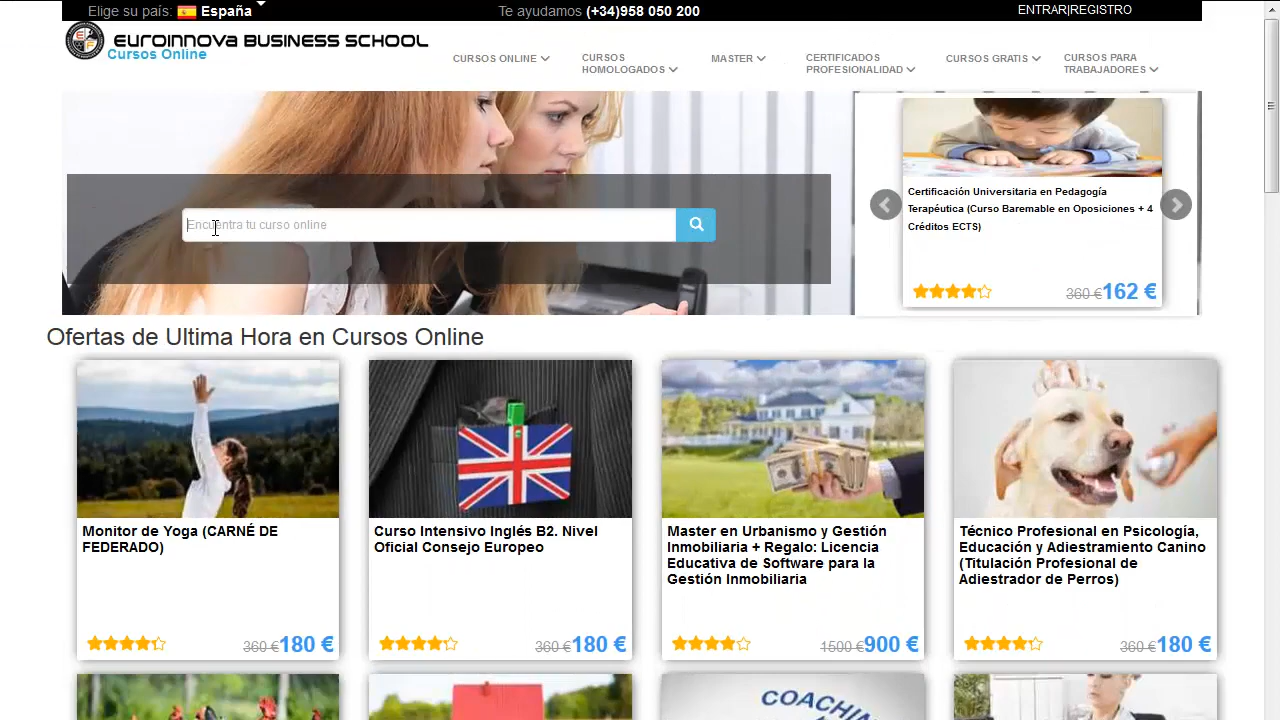 Elige su país: España
Te ayudamos (+34)958 050 200
ENTRAR|REGISTRO
EUROINNOVA BUSINESS SCHOOL
Cursos Online
CURSOS ONLINE
CURSOS
HOMOLOGADOS
MASTER
CERTIFICADOS
PROFESIONALIDAD
CURSOS GRATIS
CURSOS PARA
TRABAJADORES
Encuentra tu curso online
Certificación Universitaria en Pedagogía
Terapéutica (Curso Baremable en Oposiciones + 4
Créditos ECTS)
360 € 162 €
Ofertas de Ultima Hora en Cursos Online
Monitor de Yoga (CARNÉ DE
FEDERADO)
360 € 180 €
Curso Intensivo Inglés B2. Nivel
Oficial Consejo Europeo
360 € 180 €
Master en Urbanismo y Gestión
Inmobiliaria + Regalo: Licencia
Educativa de Software para la
Gestión Inmobiliaria
1500 € 900 €
Técnico Profesional en Psicología,
Educación y Adiestramiento Canino
(Titulación Profesional de
Adiestrador de Perros)
360 € 180 €
COACHING